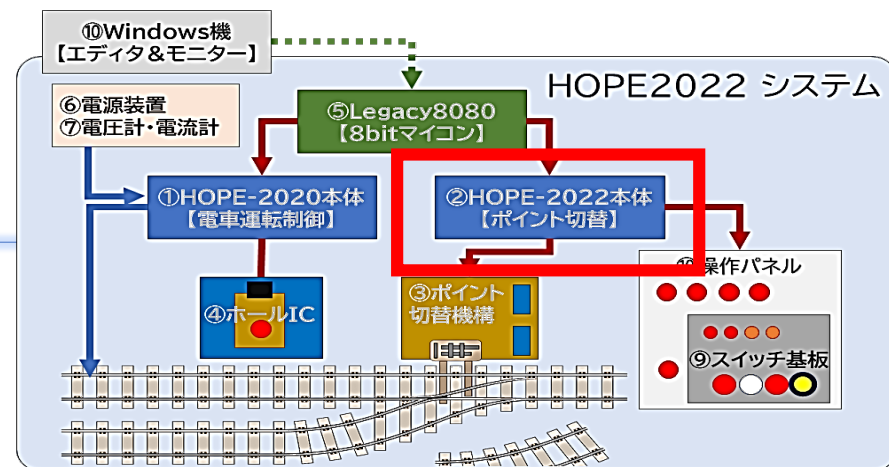 ⑩Windows機
【エディタ&モニター】
HOPE2022 システム
⑥電源装置
⑦電圧計・電流計
⑤Legacy8080
【8bitマイコン】
①HOPE-2020本体
【電車運転制御】
②HOPE-2022本体
【ポイント切替】
④ホールIC
③ポイント
切替機構
操作パネル
⑨スイッチ基板